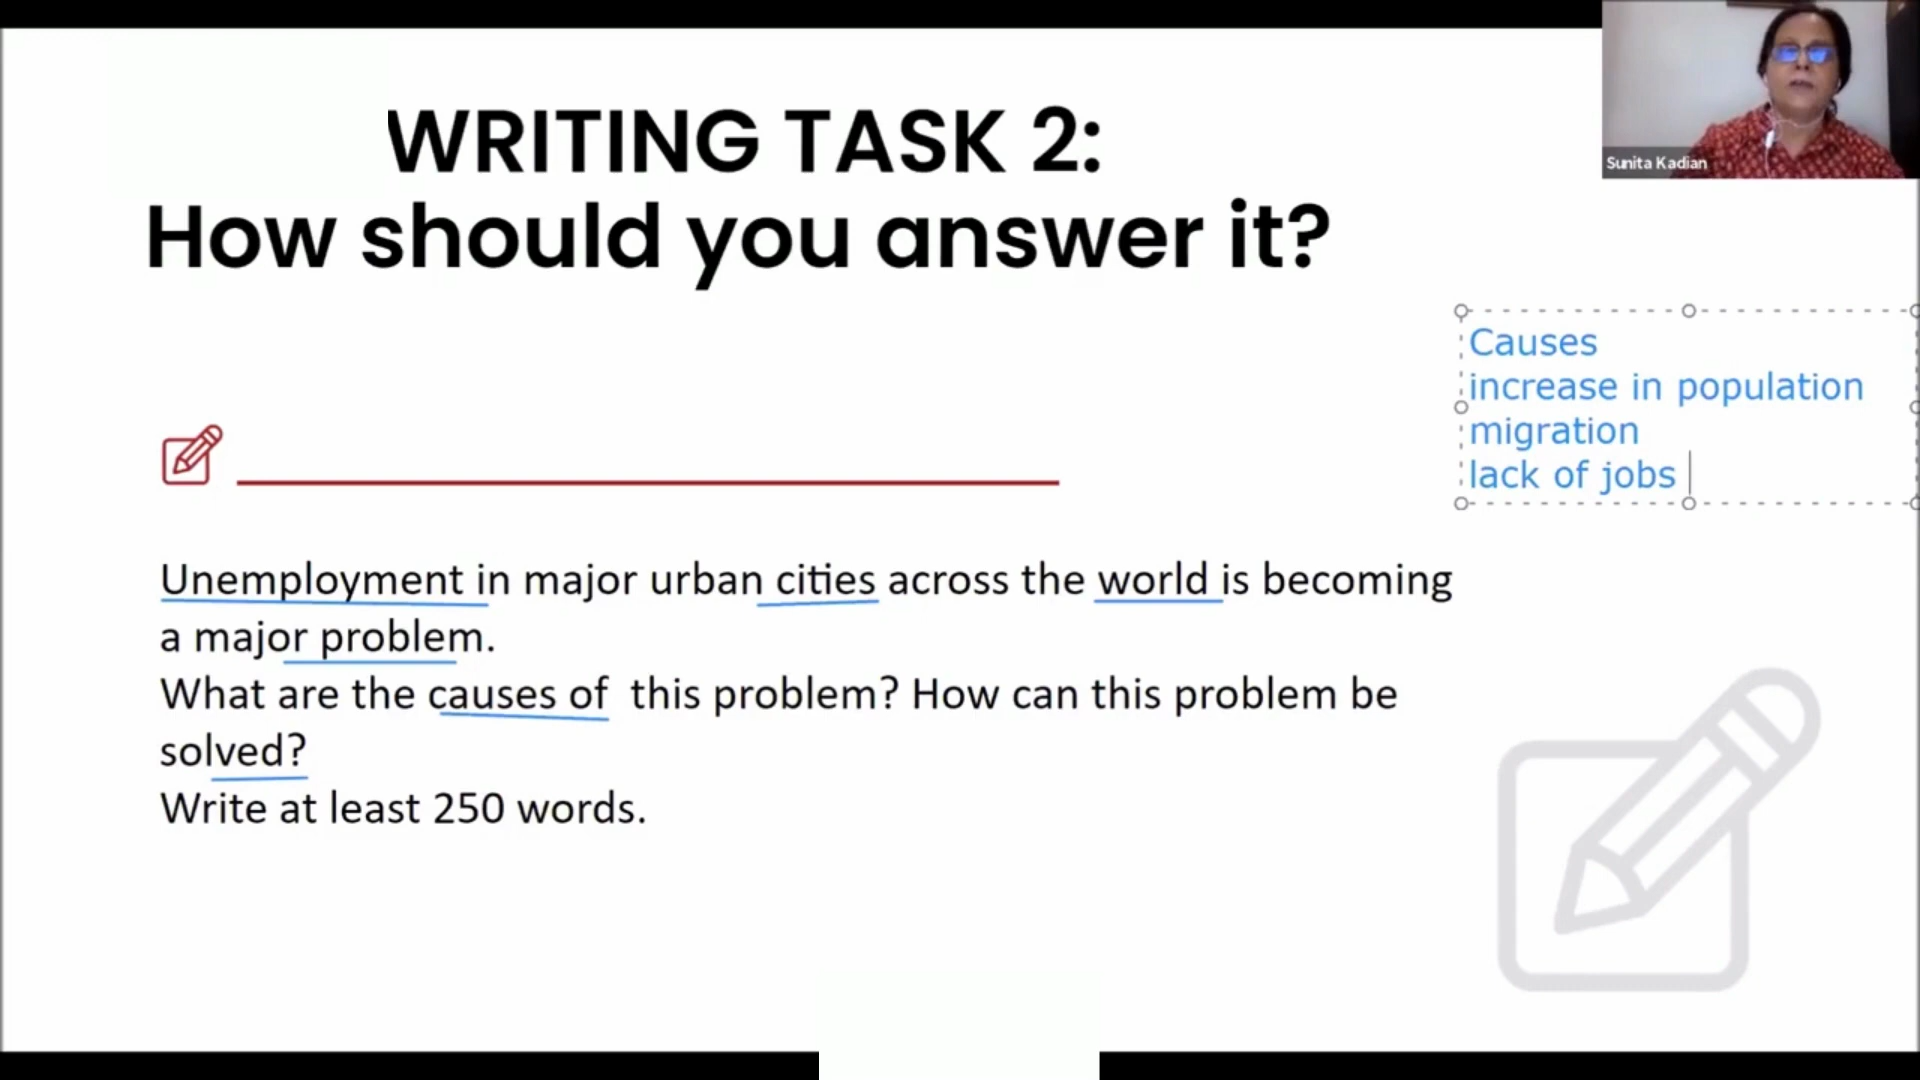 WRITING TASK 2:
How should you answer it?
Sunita Kadian
Causes
increase in population
migration
lack of jobs
Unemployment in major urban cities across the world is becoming
a major problem.
What are the causes of this problem? How can this problem be
solved?
Write at least 250 words.